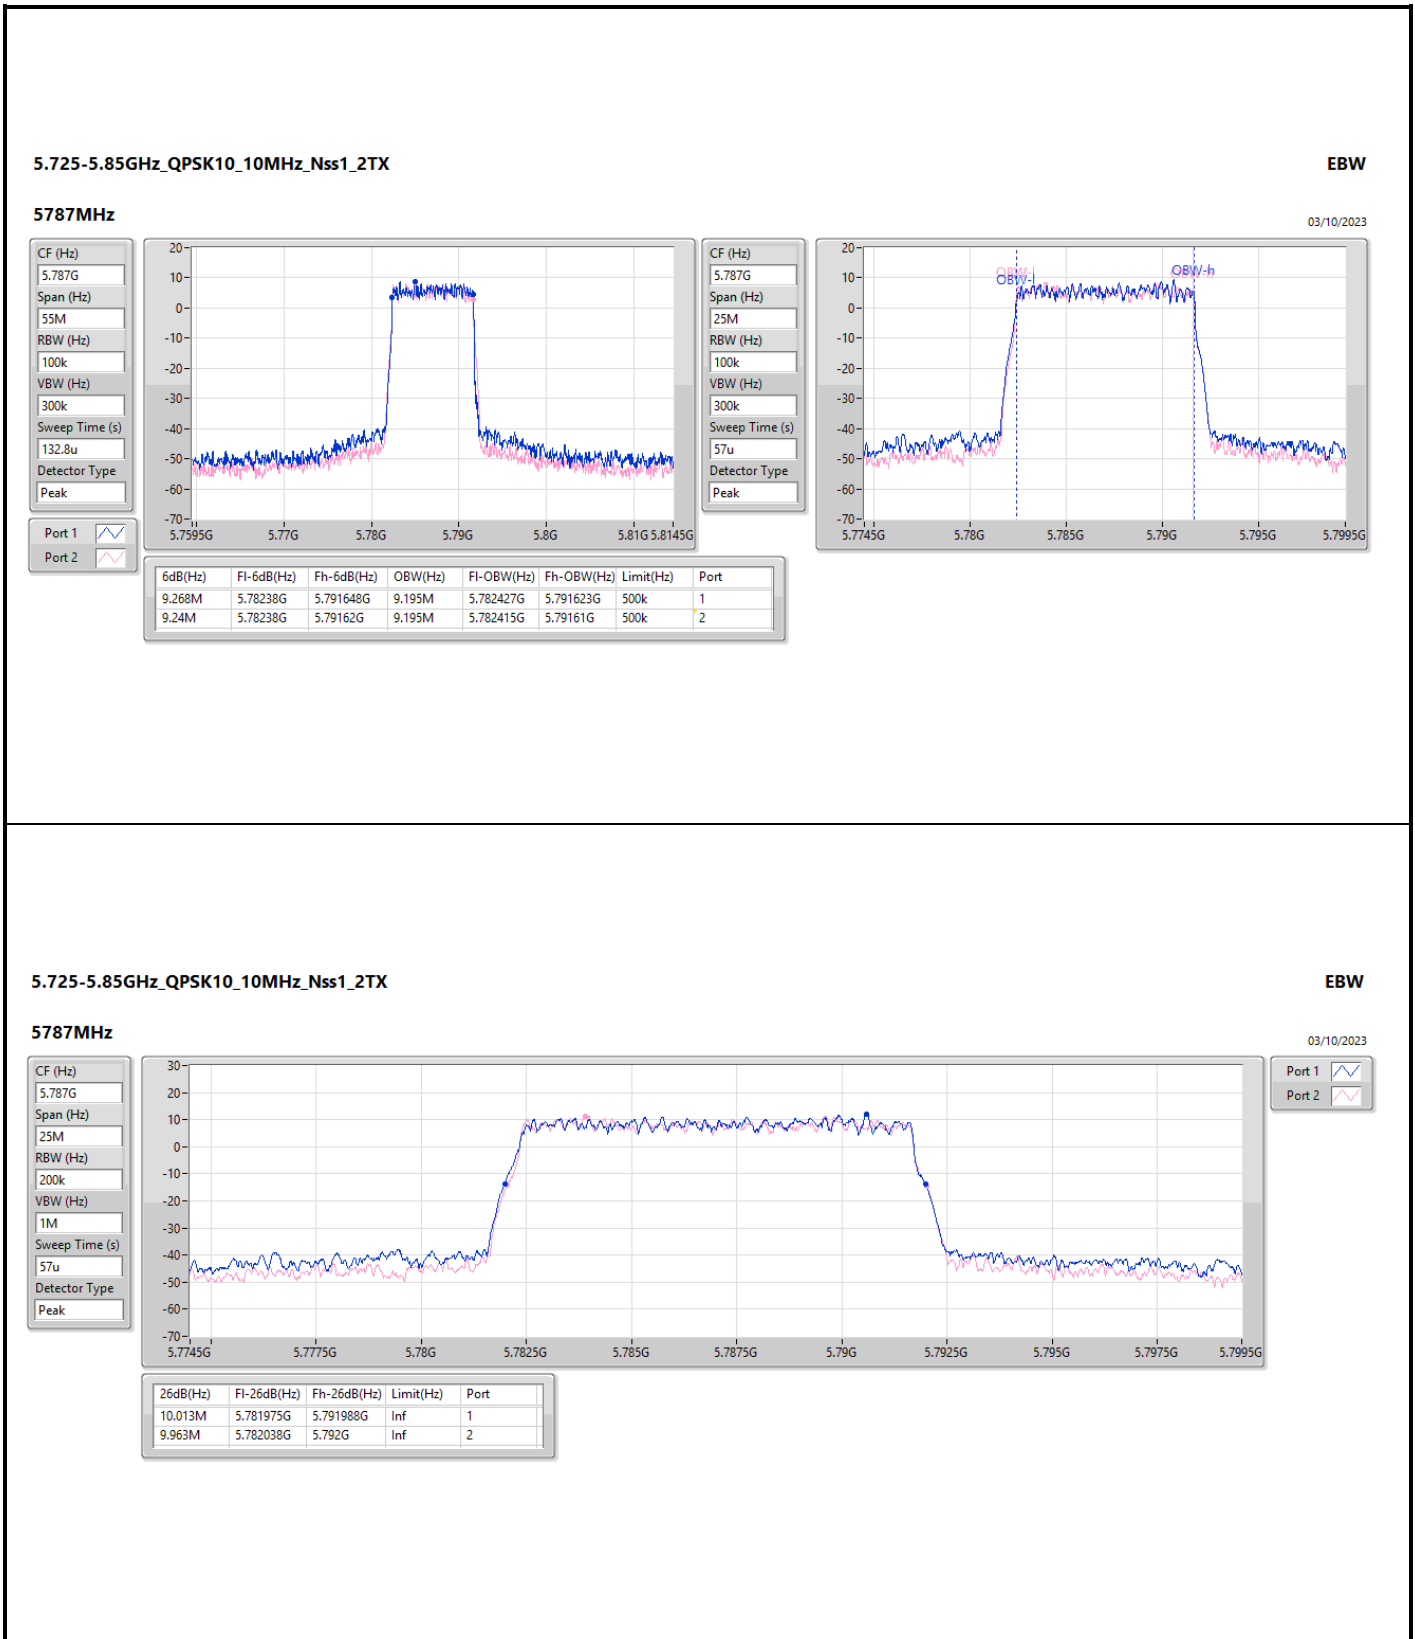 5.725-5.85GHz_QPSK10_10MHz_Nss1_2TX
EBW
5787MHz
03/10/2023
CF (Hz)
5.787G
Span (Hz)
55M
RBW (Hz)
100k
VBW (Hz)
300k
Sweep Time (s)
132.8u
Detector Type
Peak
Port 1
Port 2
20
10
0
-10
-20
-30
-40
-50
-60
-70
5.7595G 5.77G 5.78G 5.79G 5.8G 5.81G 5.8145G
CF (Hz)
5.787G
Span (Hz)
25M
RBW (Hz)
100k
VBW (Hz)
300k
Sweep Time (s)
57u
Detector Type
Peak
20
10
0
-10
-20
-30
-40
-50
-60
-70
OBW-l
OBW-h
5.7745G 5.78G 5.785G 5.79G 5.795G 5.7995G
6dB(Hz) Fl-6dB(Hz) Fh-6dB(Hz) OBW(Hz) Fl-OBW(Hz) Fh-OBW(Hz) Limit(Hz) Port
9.268M 5.78238G 5.791648G 9.195M 5.782427G 5.791623G 500k 1
9.24M 5.78238G 5.79162G 9.195M 5.782415G 5.79161G 500k 2
5.725-5.85GHz_QPSK10_10MHz_Nss1_2TX
EBW
5787MHz
03/10/2023
CF (Hz)
5.787G
Span (Hz)
25M
RBW (Hz)
200k
VBW (Hz)
1M
Sweep Time (s)
57u
Detector Type
Peak
30
20
10
0
-10
-20
-30
-40
-50
-60
-70
5.7745G 5.7775G 5.78G 5.7825G 5.785G 5.7875G 5.79G 5.7925G 5.795G 5.7975G 5.7995G
Port 1
Port 2
26dB(Hz) Fl-26dB(Hz) Fh-26dB(Hz) Limit(Hz) Port
10.013M 5.781975G 5.791988G Inf 1
9.963M 5.782038G 5.792G Inf 2